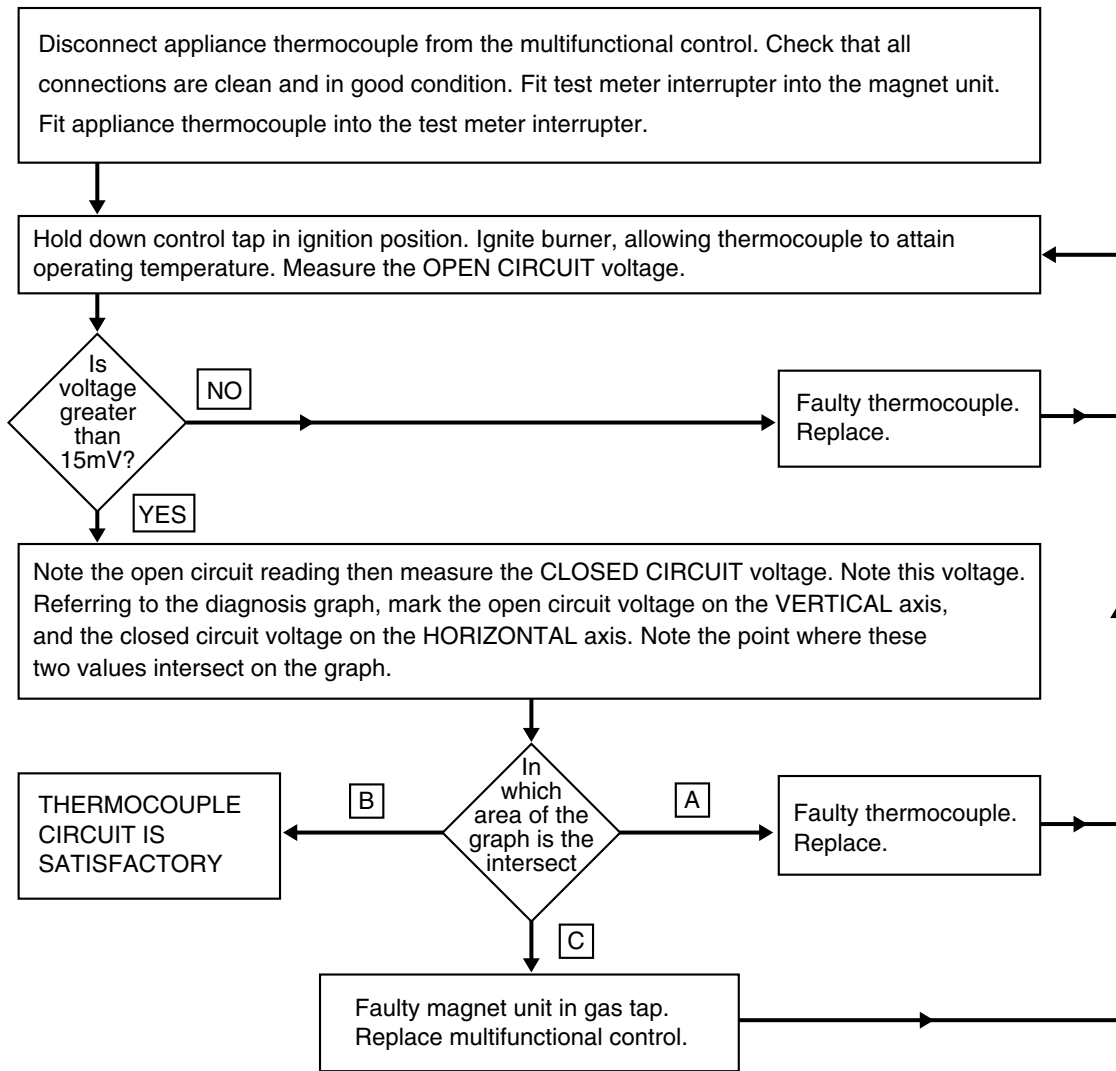 Disconnect appliance thermocouple from the multifunctional control. Check that all
connections are clean and in good condition. Fit test meter interrupter into the magnet unit.
Fit appliance thermocouple into the test meter interrupter.
Hold down control tap in ignition position. Ignite burner, allowing thermocouple to attain
operating temperature. Measure the OPEN CIRCUIT voltage.
Is
voltage
greater
than
15mV?
NO
Faulty thermocouple.
Replace.
YES
Note the open circuit reading then measure the CLOSED CIRCUIT voltage. Note this voltage.
Referring to the diagnosis graph, mark the open circuit voltage on the VERTICAL axis,
and the closed circuit voltage on the HORIZONTAL axis. Note the point where these
two values intersect on the graph.
In
which
area of the
graph is the
intersect
B
THERMOCOUPLE
CIRCUIT IS
SATISFACTORY
A
Faulty thermocouple.
Replace.
C
Faulty magnet unit in gas tap.
Replace multifunctional control.